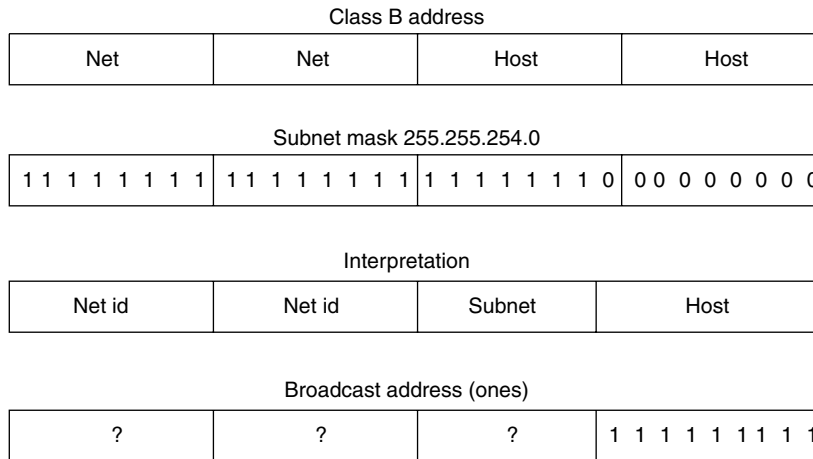 Class B address
Net Net Host Host
Subnet mask 255.255.254.0
1 1 1 1 1 1 1 1 1 1 1 1 1 1 1 1 1 1 1 1 1 1 1 0 0 0 0 0 0 0 0 0
Interpretation
Net id Net id Subnet Host
Broadcast address (ones)
? ? ? 1 1 1 1 1 1 1 1 1